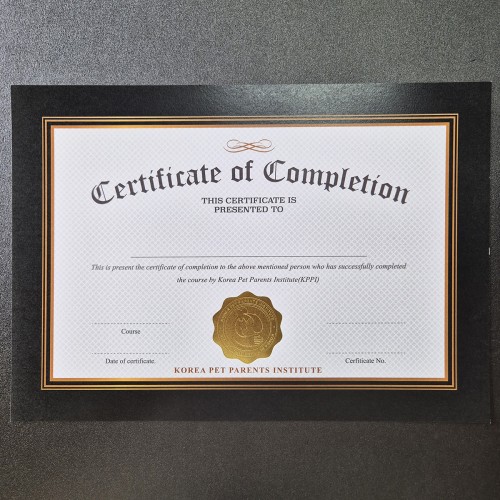 Certificate of Completion
THIS CERTIFICATE IS
PRESENTED TO
This is present the certificate of completion to the above mentioned person who has successfully completed
the course by Korea Pet Parents Institute(KPPI)
Course
Date of certificate.
Cerfiticate No.
KOREA PET PARENTS INSTITUTE